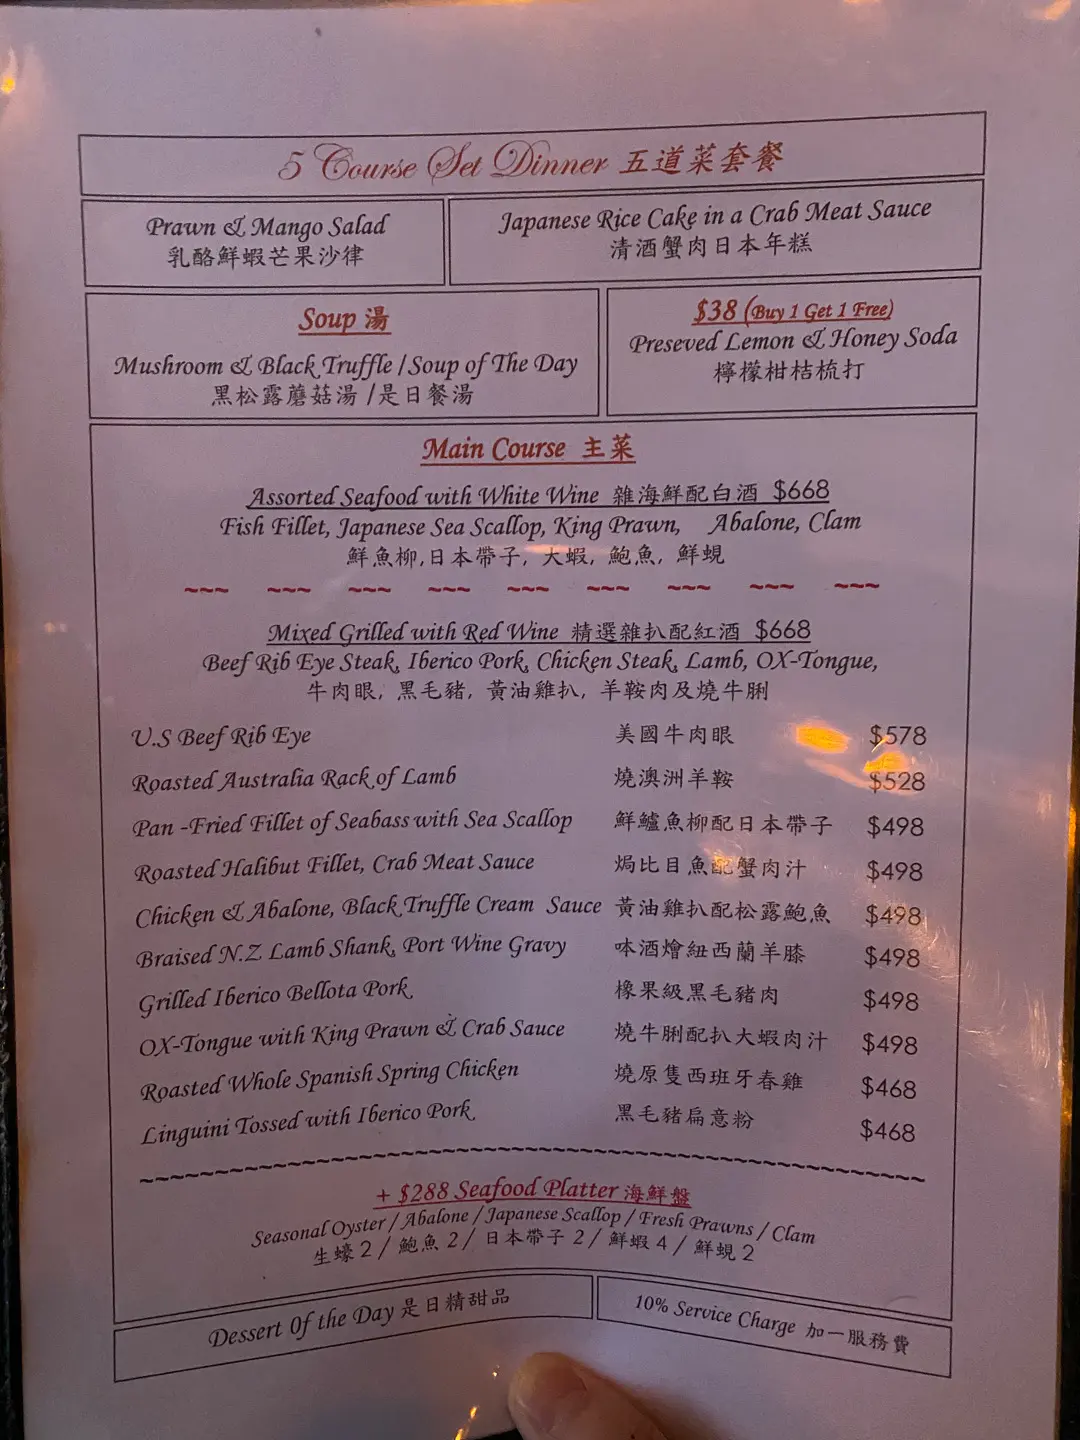 5 Course Set Dinner 五道菜套餐
Prawn & Mango Salad
乳酪鮮蝦芒果沙律
Japanese Rice Cake in a Crab Meat Sauce
清酒蟹肉日本年糕
Soup 湯
Mushroom & Black Truffle / Soup of The Day
黑松露蘑菇湯 /是日餐湯
$38 (Buy 1 Get 1 Free)
Preseved Lemon & Honey Soda
檸檬柑桔梳打
Main Course 主菜
Assorted Seafood with White Wine 雜海鮮配白酒 $668
Fish Fillet, Japanese Sea Scallop, King Prawn, Abalone, Clam
鮮魚柳,日本帶子, 大蝦, 鮑魚, 鮮蜆
~~~ ~~~ ~~~ ~~~ ~~~ ~~~ ~~~ ~~~ ~~~
Mixed Grilled with Red Wine 精選雜扒配紅酒 $668
Beef Rib Eye Steak, Iberico Pork, Chicken Steak, Lamb, OX-Tongue,
牛肉眼, 黑毛豬, 黃油雞扒, 羊鞍肉及燒牛脷
U.S Beef Rib Eye 美國牛肉眼 $578
Roasted Australia Rack of Lamb 燒澳洲羊鞍 $528
Pan -Fried Fillet of Seabass with Sea Scallop 鮮鱸魚柳配日本帶子 $498
Roasted Halibut Fillet, Crab Meat Sauce 焗比目魚配蟹肉汁 $498
Chicken & Abalone, Black Truffle Cream Sauce 黃油雞扒配松露鮑魚 $498
Braised N.Z Lamb Shank, Port Wine Gravy 呠酒燴紐西蘭羊膝 $498
Grilled Iberico Bellota Pork 橡果級黑毛豬肉 $498
OX-Tongue with King Prawn & Crab Sauce 燒牛脷配扒大蝦肉汁 $498
Roasted Whole Spanish Spring Chicken 燒原隻西班牙春雞 $468
Linguini Tossed with Iberico Pork 黑毛豬扁意粉 $468
+ $288 Seafood Platter 海鮮盤
Seasonal Oyster / Abalone / Japanese Scallop / Fresh Prawns / Clam
生蠔 2 / 鮑魚 2 / 日本帶子 2 / 鮮蝦 4 / 鮮蜆 2
Dessert Of the Day 是日精甜品
10% Service Charge 加一服務費